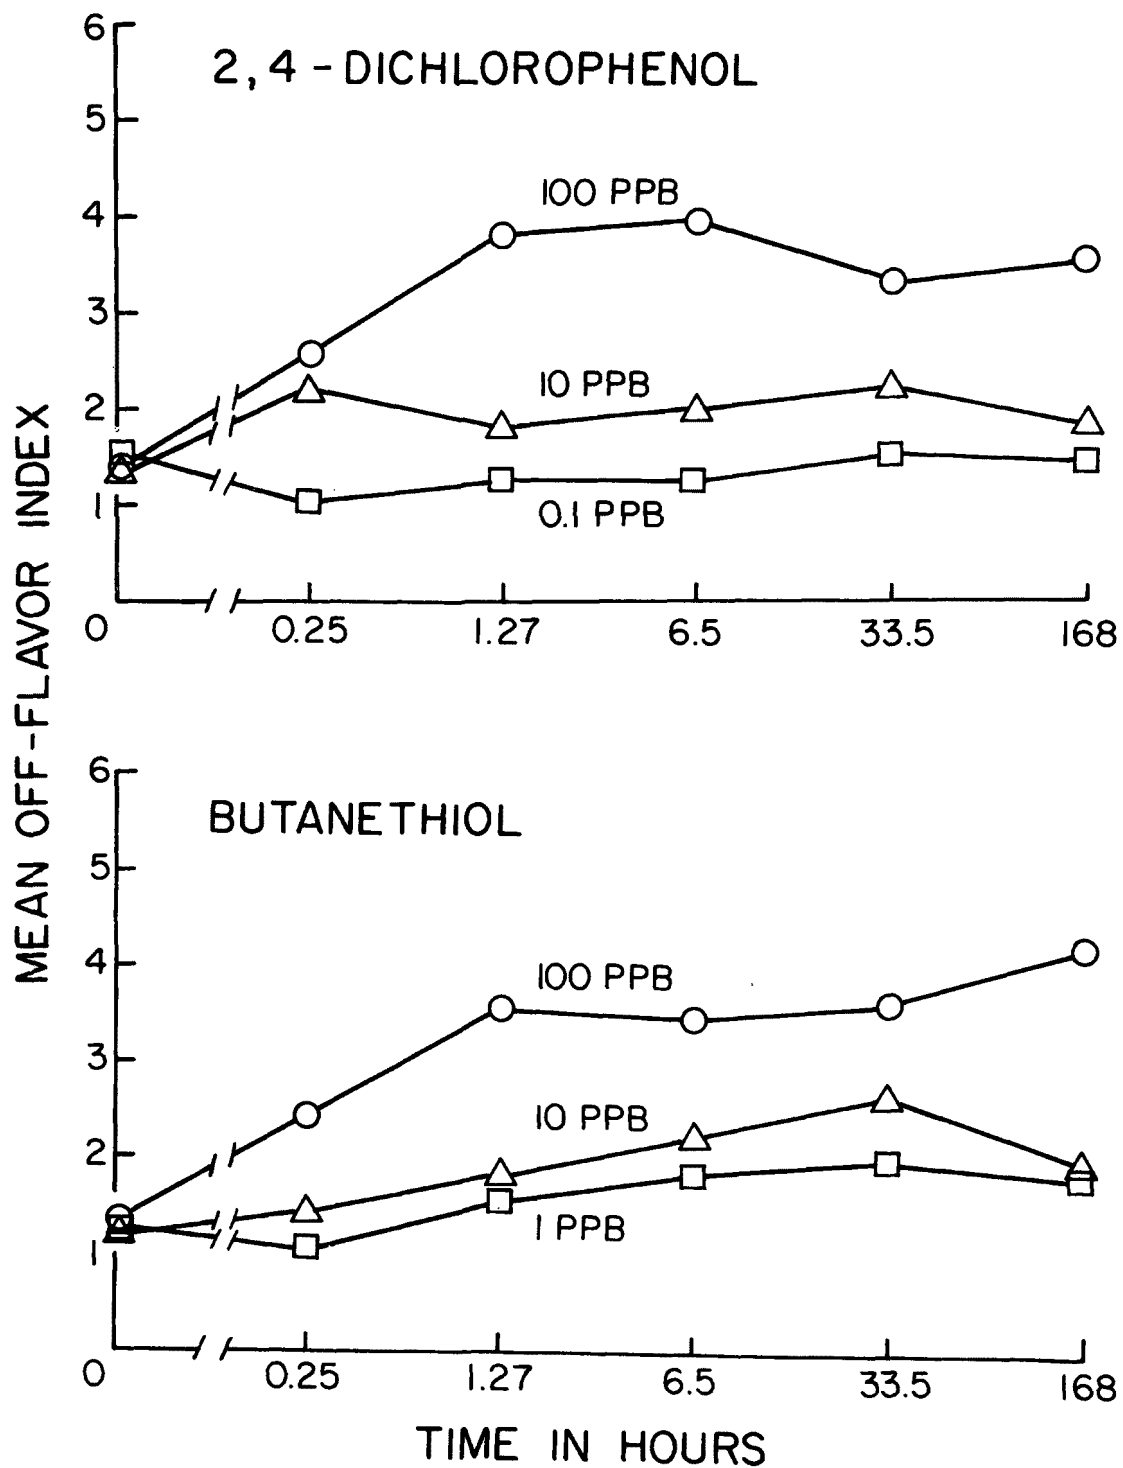 6
2,4-DICHLOROPHENOL
5
100 PPB
4
3
10 PPB
2
1
0.1 PPB
0 0.25 1.27 6.5 33.5 168
MEAN OFF-FLAVOR INDEX
6
BUTANETHIOL
5
4
100 PPB
3
10 PPB
2
1 PPB
1
0 0.25 1.27 6.5 33.5 168
TIME IN HOURS